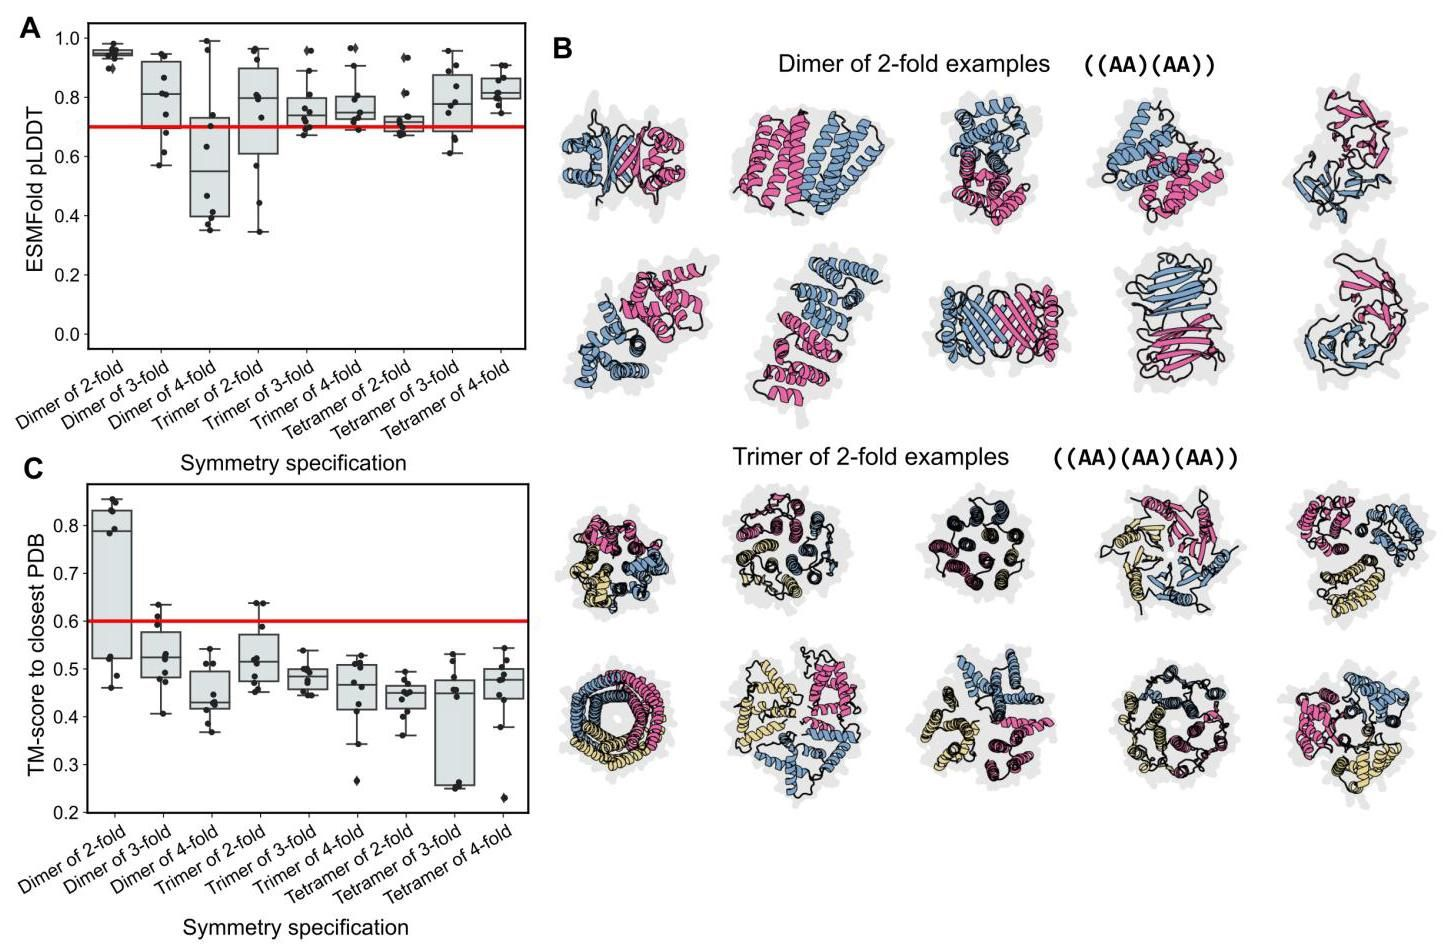 A
1.0
0.8
0.6
0.4
0.2
0.0
ESMFold pLDDT
Dimer of 2-fold
Dimer of 3-fold
Dimer of 4-fold
Trimer of 2-fold
Trimer of 3-fold
Trimer of 4-fold
Tetramer of 2-fold
Tetramer of 3-fold
Tetramer of 4-fold
Symmetry specification
B
Dimer of 2-fold examples ((AA)(AA))
Trimer of 2-fold examples ((AA)(AA)(AA))
C
0.8
0.7
0.6
0.5
0.4
0.3
0.2
TM-score to closest PDB
Dimer of 2-fold
Dimer of 3-fold
Dimer of 4-fold
Trimer of 2-fold
Trimer of 3-fold
Trimer of 4-fold
Tetramer of 2-fold
Tetramer of 3-fold
Tetramer of 4-fold
Symmetry specification